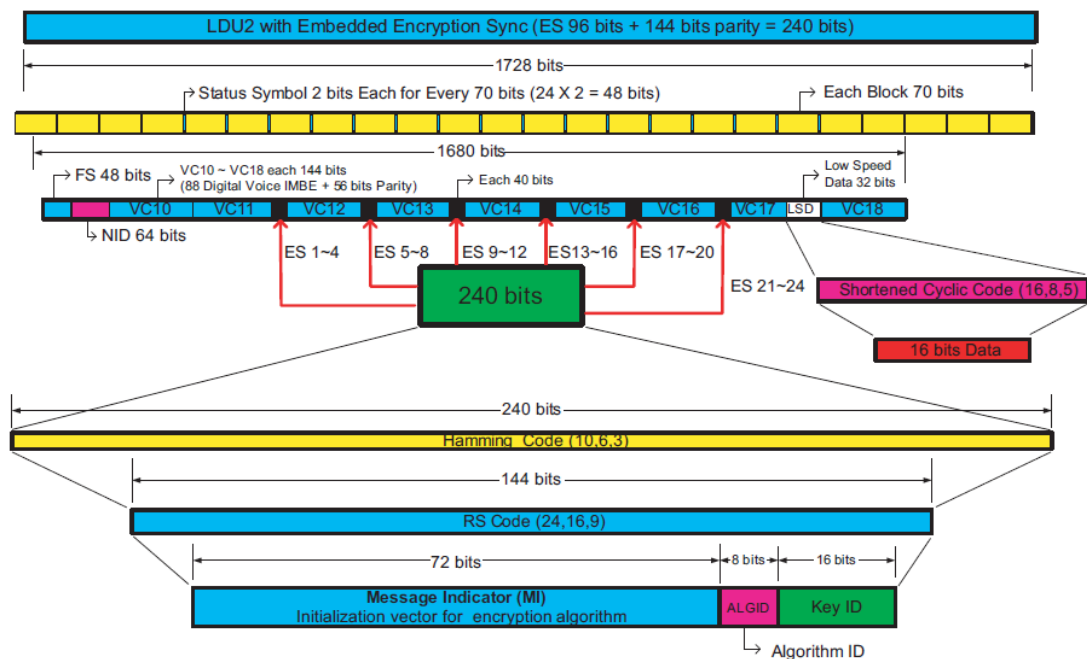 LDU2 with Embedded Encryption Sync (ES 96 bits + 144 bits parity = 240 bits)
1728 bits
Status Symbol 2 bits Each for Every 70 bits (24 X 2 = 48 bits)
Each Block 70 bits
1680 bits
FS 48 bits
VC10 ~ VC18 each 144 bits
(88 Digital Voice IMBE + 56 bits Parity)
Each 40 bits
Low Speed
Data 32 bits
VC10 VC11 VC12 VC13 VC14 VC15 VC16 VC17 LSD VC18
NID 64 bits
ES 1~4
ES 5~8
ES 9~12
ES13~16
ES 17~20
ES 21~24
240 bits
Shortened Cyclic Code (16,8,5)
16 bits Data
240 bits
Hamming Code (10,6,3)
144 bits
RS Code (24,16,9)
72 bits
8 bits
16 bits
Message Indicator (MI)
Initialization vector for encryption algorithm
ALGID
Key ID
Algorithm ID